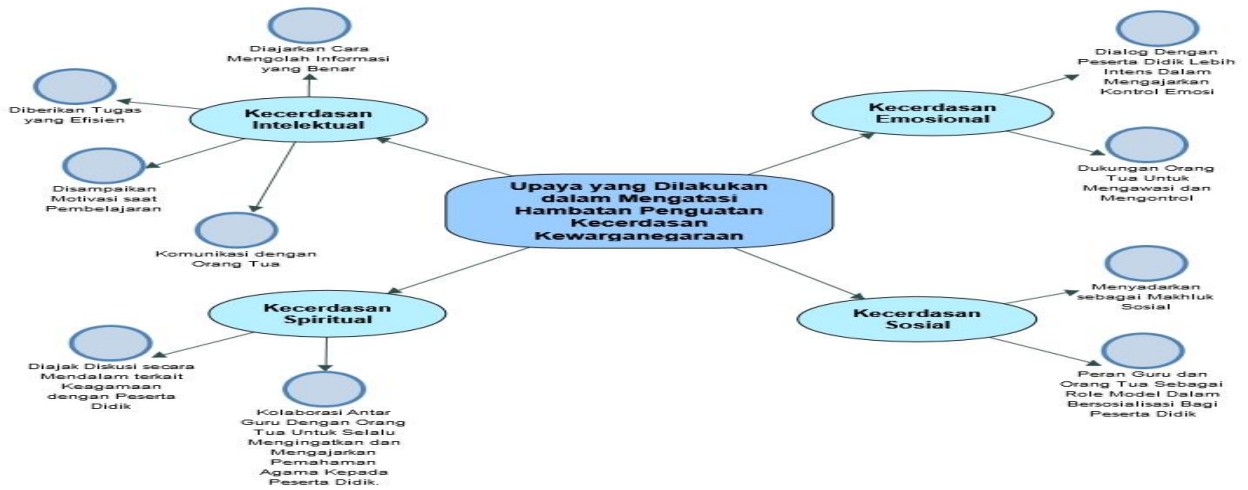 Diajarkan Cara
Mengolah Informasi
yang Benar
Diberikan Tugas
yang Efisien
Kecerdasan
Intelektual
Disampaikan
Motivasi saat
Pembelajaran
Komunikasi dengan
Orang Tua
Dialog Dengan
Peserta Didik Lebih
Intens Dalam
Mengajarkan
Kontrol Emosi
Kecerdasan
Emosional
Dukungan Orang
Tua Untuk
Mengawasi dan
Mengontrol
Upaya yang Dilakukan
dalam Mengatasi
Hambatan Penguatan
Kecerdasan
Kewarganegaraan
Kecerdasan
Spiritual
Diajak Diskusi secara
Mendalam terkait
Keagamaan
dengan Peserta
Didik
Kolaborasi Antar
Guru Dengan Orang
Tua Untuk Selalu
Mengingatkan dan
Mengajarkan
Pemahaman
Agama Kepada
Peserta Didik.
Kecerdasan
Sosial
Menyadarkan
sebagai Makhluk
Sosial
Peran Guru dan
Orang Tua Sebagai
Role Model Dalam
Bersosialisasi Bagi
Peserta Didik